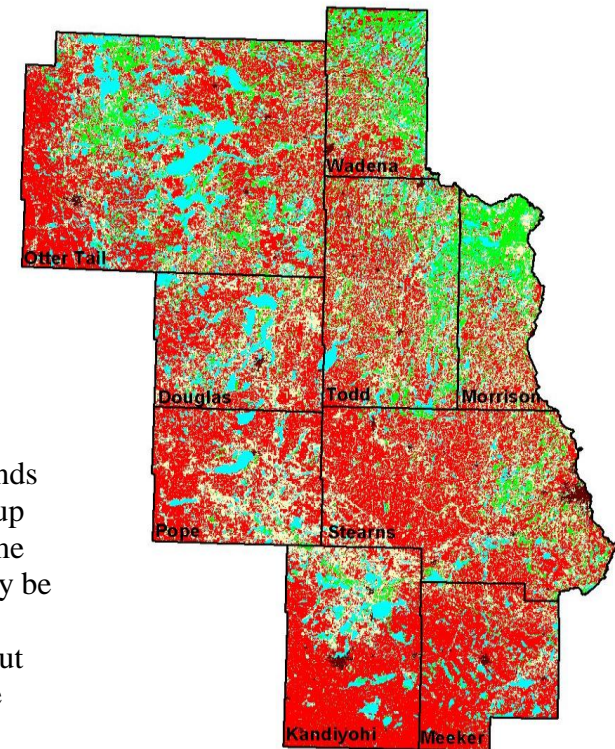 Wadena
Otter Tail
Douglas
Todd
Morrison
Pope
Stearns
Kandiyohi
Meeker
nds
up
ne
y be
ut
e